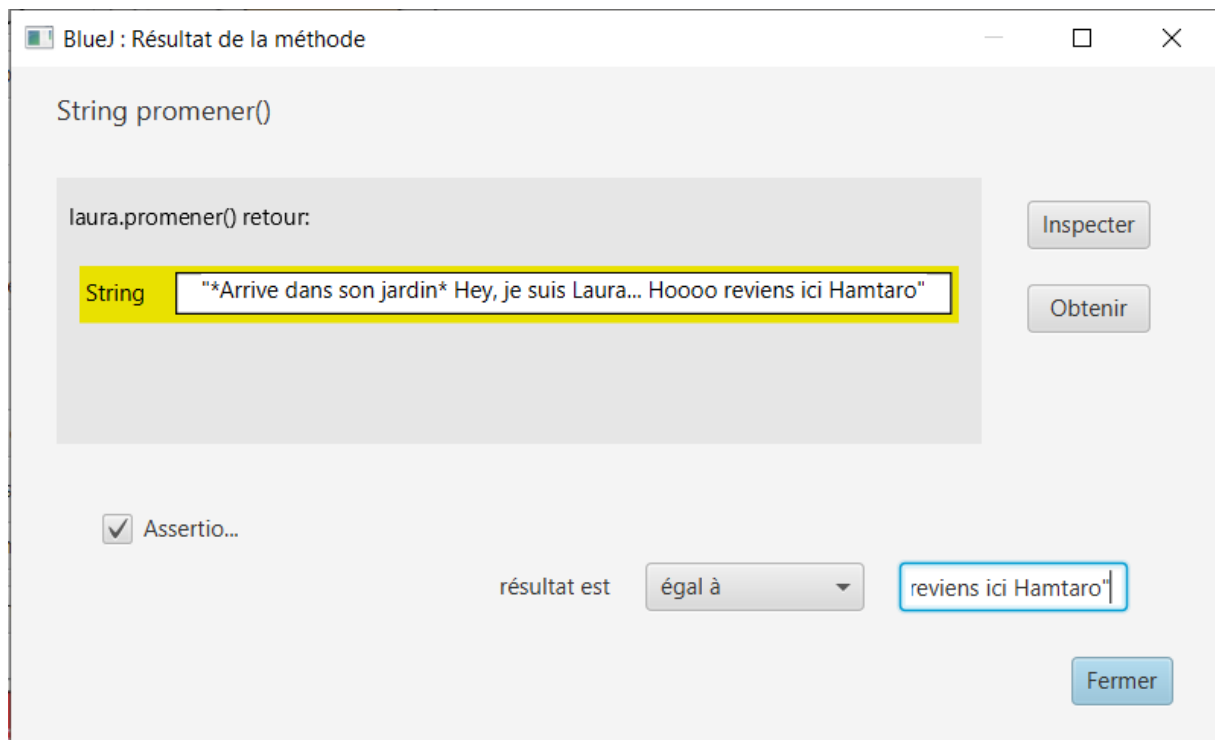 BlueJ : Résultat de la méthode
String promener()
laura.promener() retour:
Inspecter
String "*Arrive dans son jardin* Hey, je suis Laura... Hoooo reviens ici Hamtaro"
Obtenir
Assertio...
résultat est égal à reviens ici Hamtaro"
Fermer